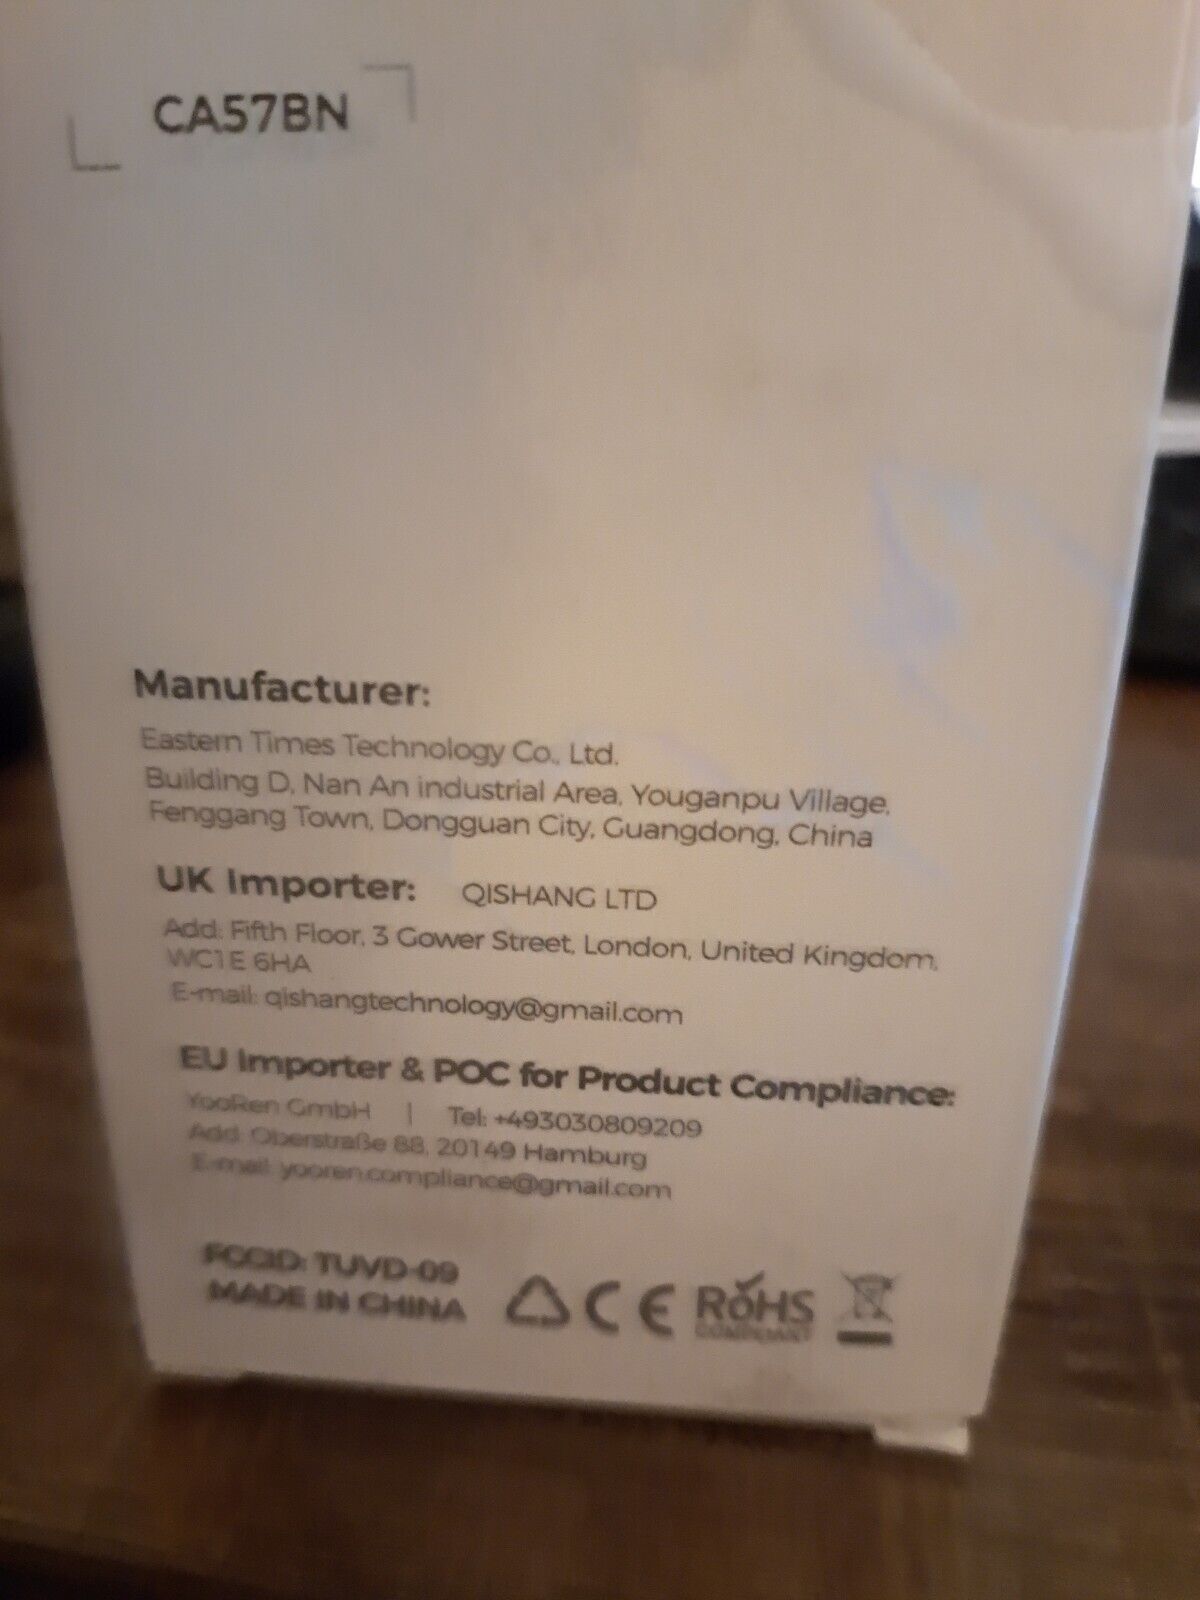 CA57BN
Manufacturer:
Eastern Times Technology Co., Ltd.
Building D, Nan An industrial Area, Youganpu Village,
Fenggang Town, Dongguan City, Guangdong, China
UK Importer: QISHANG LTD
Add: Fifth Floor, 3 Gower Street, London, United Kingdom,
WC1E 6HA
E-mail: qishangtechnology@gmail.com
EU Importer & POC for Product Compliance:
YooRen GmbH | Tel: +493030809209
Add: Oberstraße 88, 20149 Hamburg
E-mail: yooren.compliance@gmail.com
FCCID: TUVD-09
MADE IN CHINA
CE RoHS
COMPLIANT